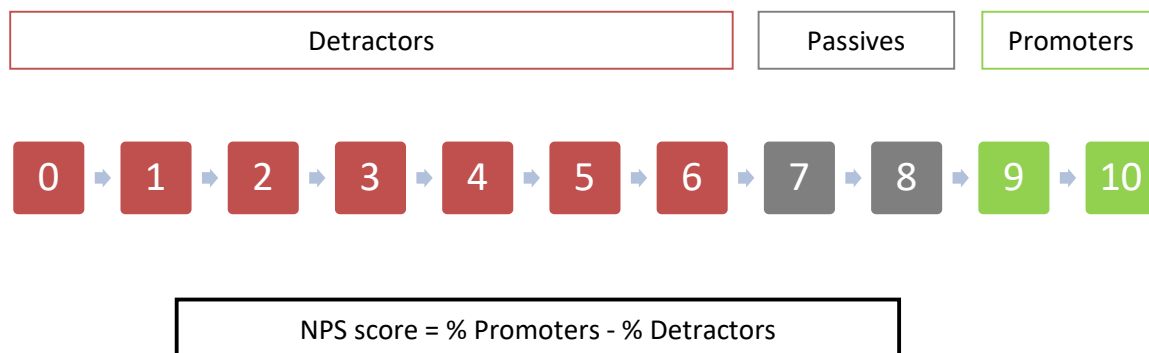 Detractors Passives Promoters
0 1 2 3 4 5 6 7 8 9 10
NPS score = % Promoters - % Detractors